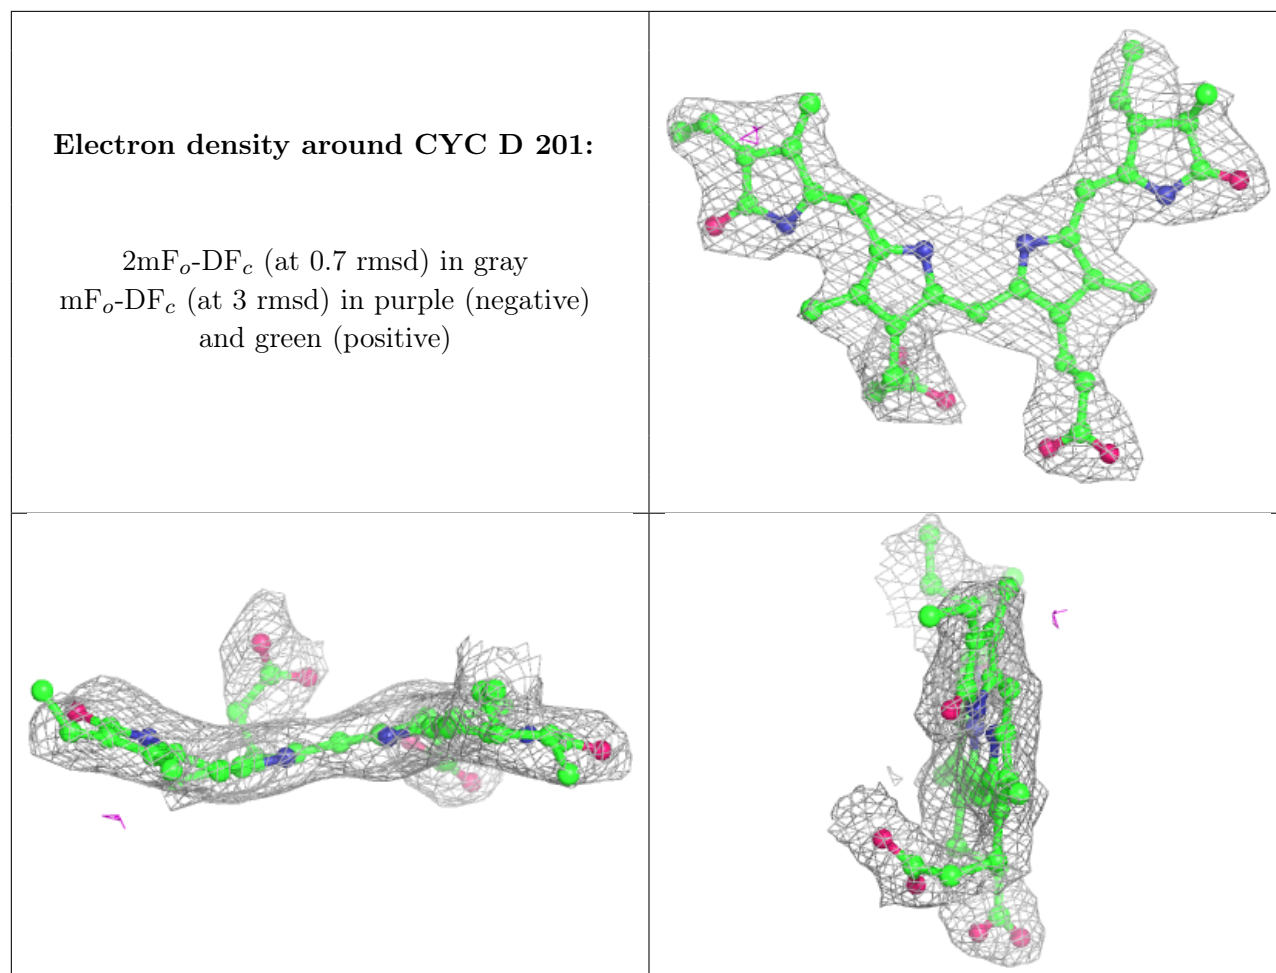 Electron density around CYC D 201:
2mFo-DFc (at 0.7 rmsd) in gray
mFo-DFc (at 3 rmsd) in purple (negative)
and green (positive)